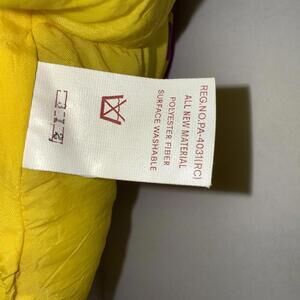 REG.NO.PA-4031(RC)
ALL NEW MATERIAL
POLYESTER FIBER
SURFACE WASHABLE